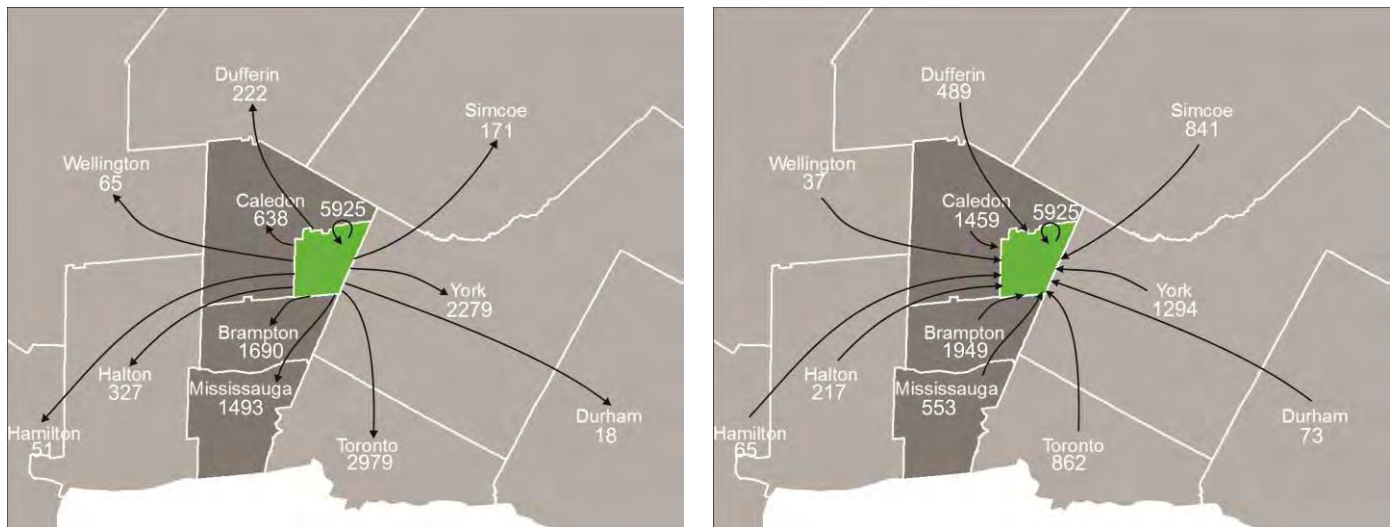 Dufferin
222
Simcoe
171
Wellington
65
Caledon
638
5925
York
2279
Brampton
1690
Halton
327
Mississauga
1493
Durham
18
Hamilton
51
Toronto
2979
Dufferin
489
Simcoe
841
Wellington
37
Caledon
1459
5925
York
1294
Brampton
1949
Halton
217
Mississauga
553
Durham
73
Hamilton
65
Toronto
862